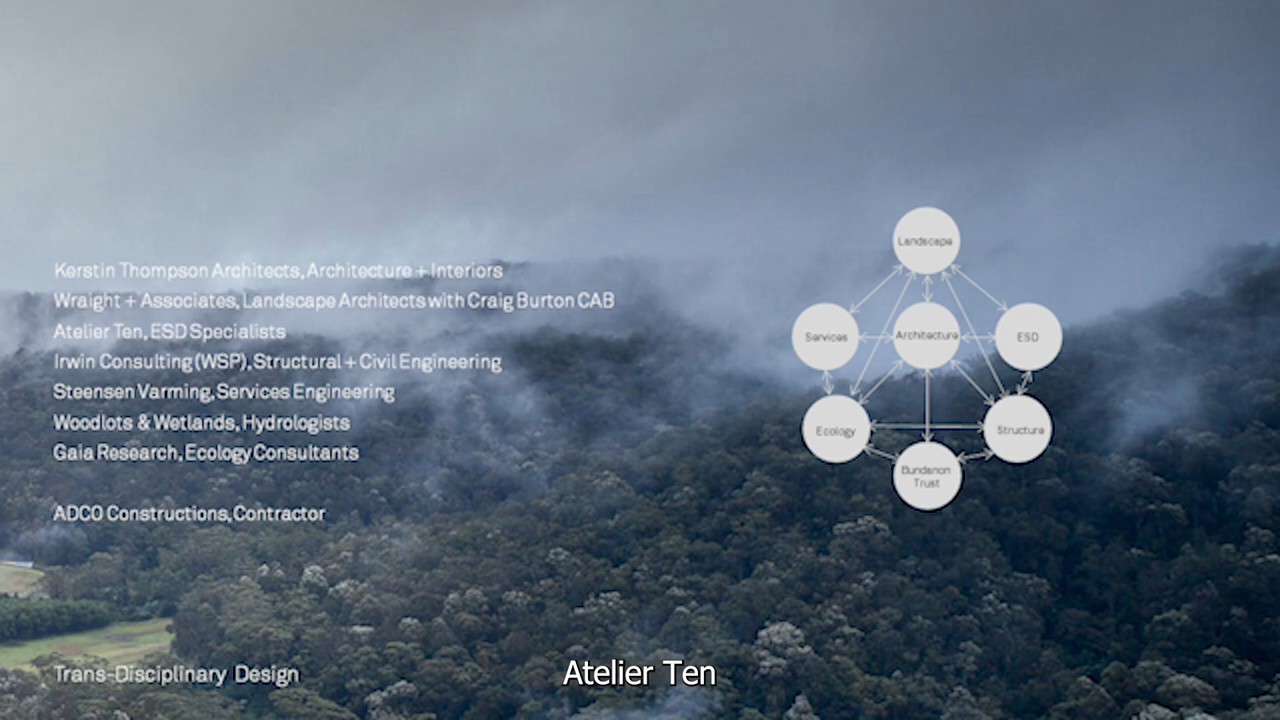 Kerstin Thompson Architects, Architecture + Interiors
Wraight + Associates, Landscape Architects with Craig Burton CAB
Atelier Ten, ESD Specialists
Irwin Consulting (WSP), Structural + Civil Engineering
Steensen Varming, Services Engineering
Woodlots & Wetlands, Hydrologists
Gaia Research, Ecology Consultants
ADCO Constructions, Contractor
Landscape
Services
Architecture
ESD
Ecology
Structure
Bundanon
Trust
Trans-Disciplinary Design
Atelier Ten